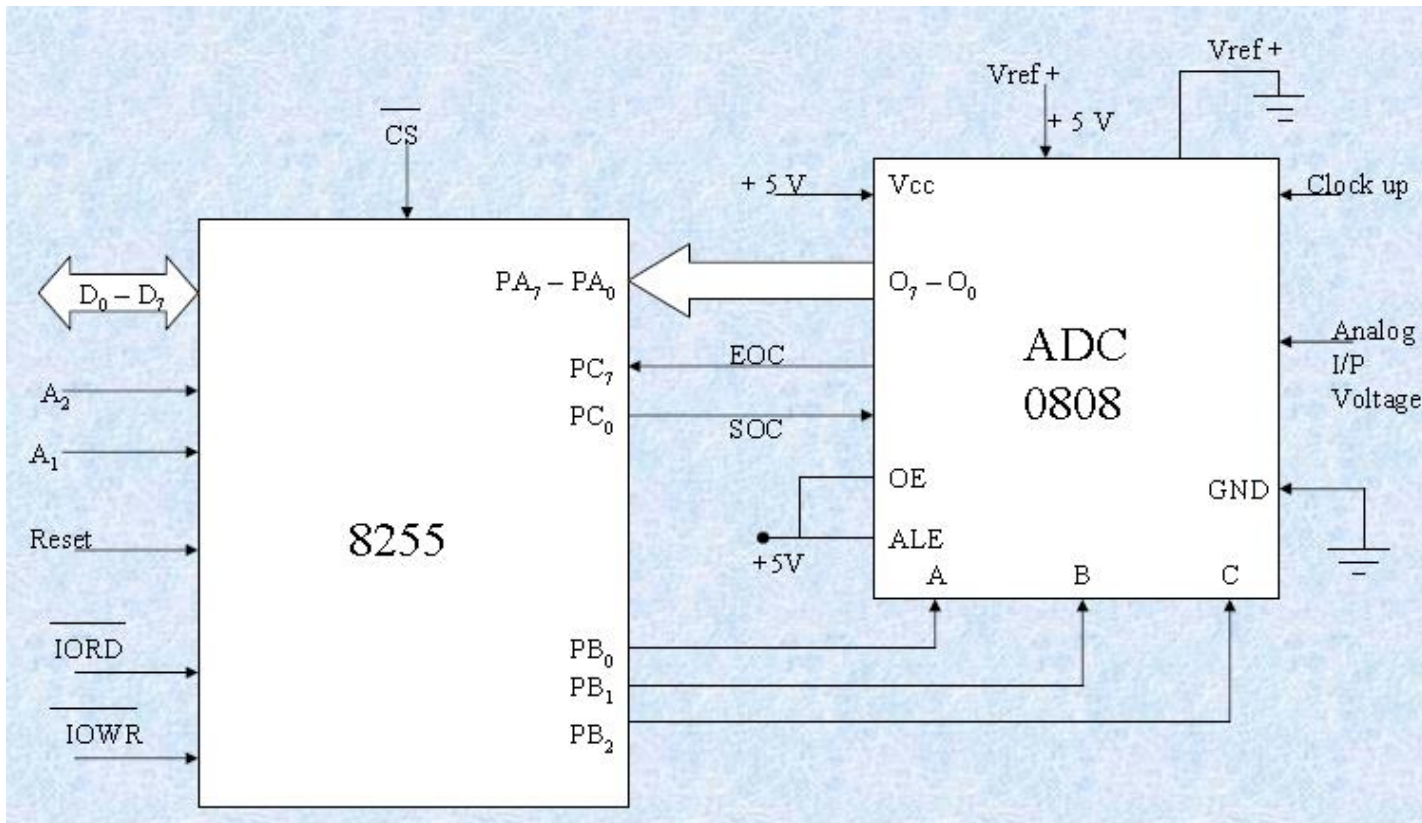 Vref +
Vref +
+ 5 V
CS
+ 5 V
Vcc
Clock up
D₀ – D₇
PA₇ – PA₀
O₇ – O₀
ADC
0808
Analog
I/P
Voltage
EOC
PC₇
PC₀
SOC
A₂
A₁
Reset
8255
OE
ALE
+5V
GND
A
B
C
IORD
IOWR
PB₀
PB₁
PB₂